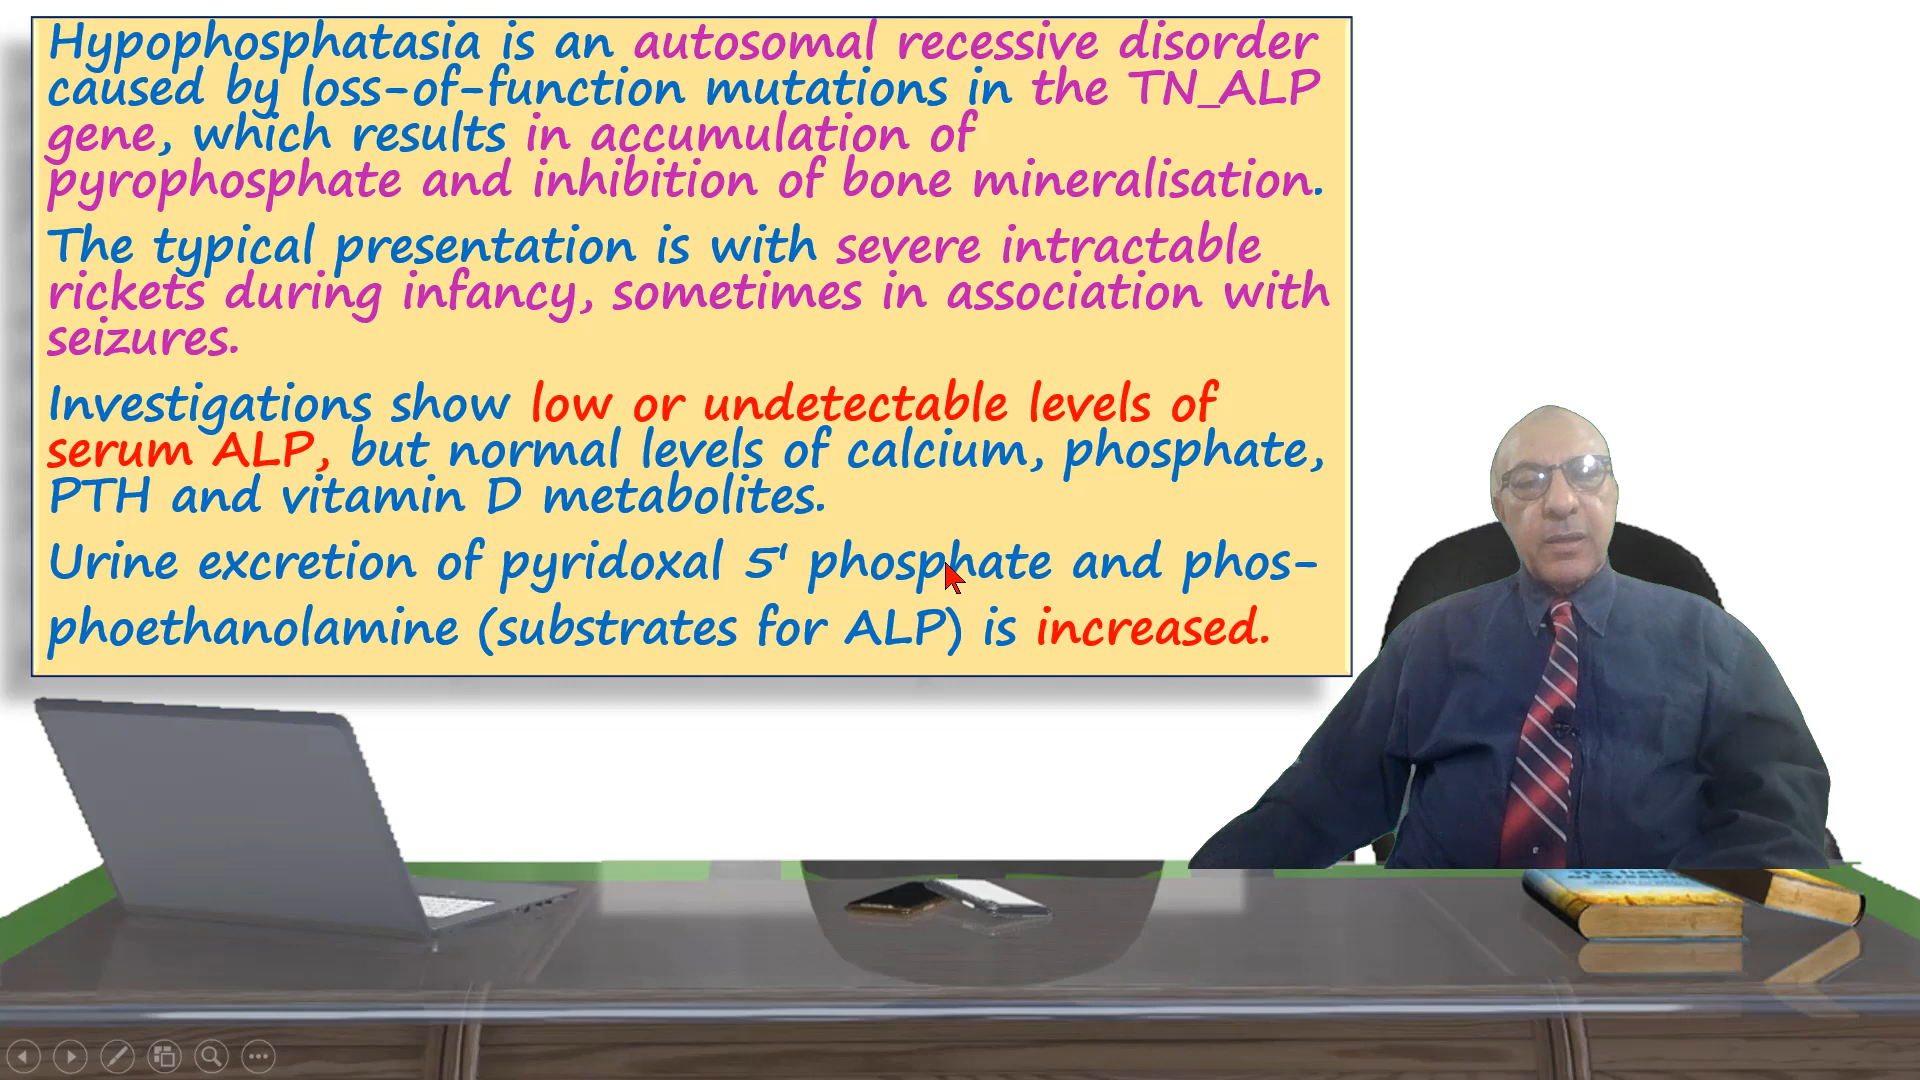 Hypophosphatasia is an autosomal recessive disorder
caused by loss-of-function mutations in the TN_ALP
gene, which results in accumulation of
pyrophosphate and inhibition of bone mineralisation.
The typical presentation is with severe intractable
rickets during infancy, sometimes in association with
seizures.
Investigations show low or undetectable levels of
serum ALP, but normal levels of calcium, phosphate,
PTH and vitamin D metabolites.
Urine excretion of pyridoxal 5' phosphate and phos-
phoethanolamine (substrates for ALP) is increased.